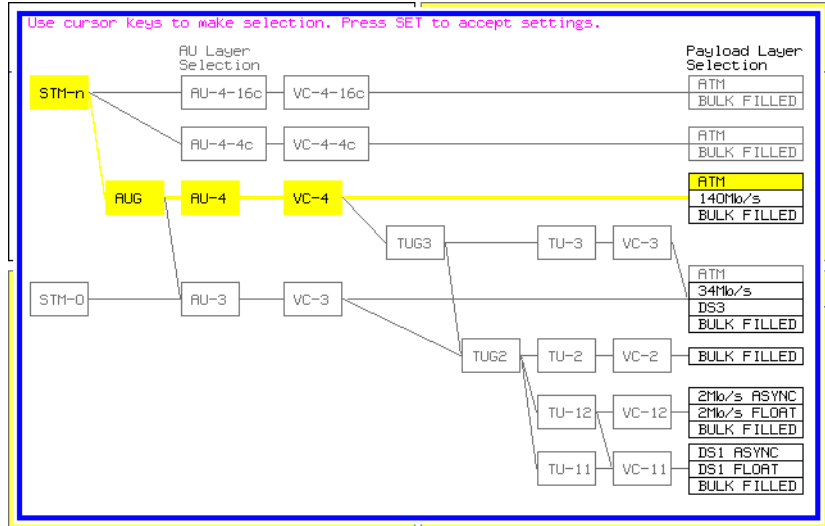 Use cursor Keys to make selection. Press SET to accept settings.
AU Layer
Selection
Payload Layer
Selection
STM-n
AU-4-16c
VC-4-16c
ATM
BULK FILLED
AU-4-4c
VC-4-4c
ATM
BULK FILLED
AUG
AU-4
VC-4
ATM
140Mb/s
BULK FILLED
TUG3
TU-3
VC-3
STM-0
AU-3
VC-3
ATM
34Mb/s
DS3
BULK FILLED
TUG2
TU-2
VC-2
BULK FILLED
TU-12
VC-12
2Mb/s ASYNC
2Mb/s FLOAT
BULK FILLED
TU-11
VC-11
DS1 ASYNC
DS1 FLOAT
BULK FILLED